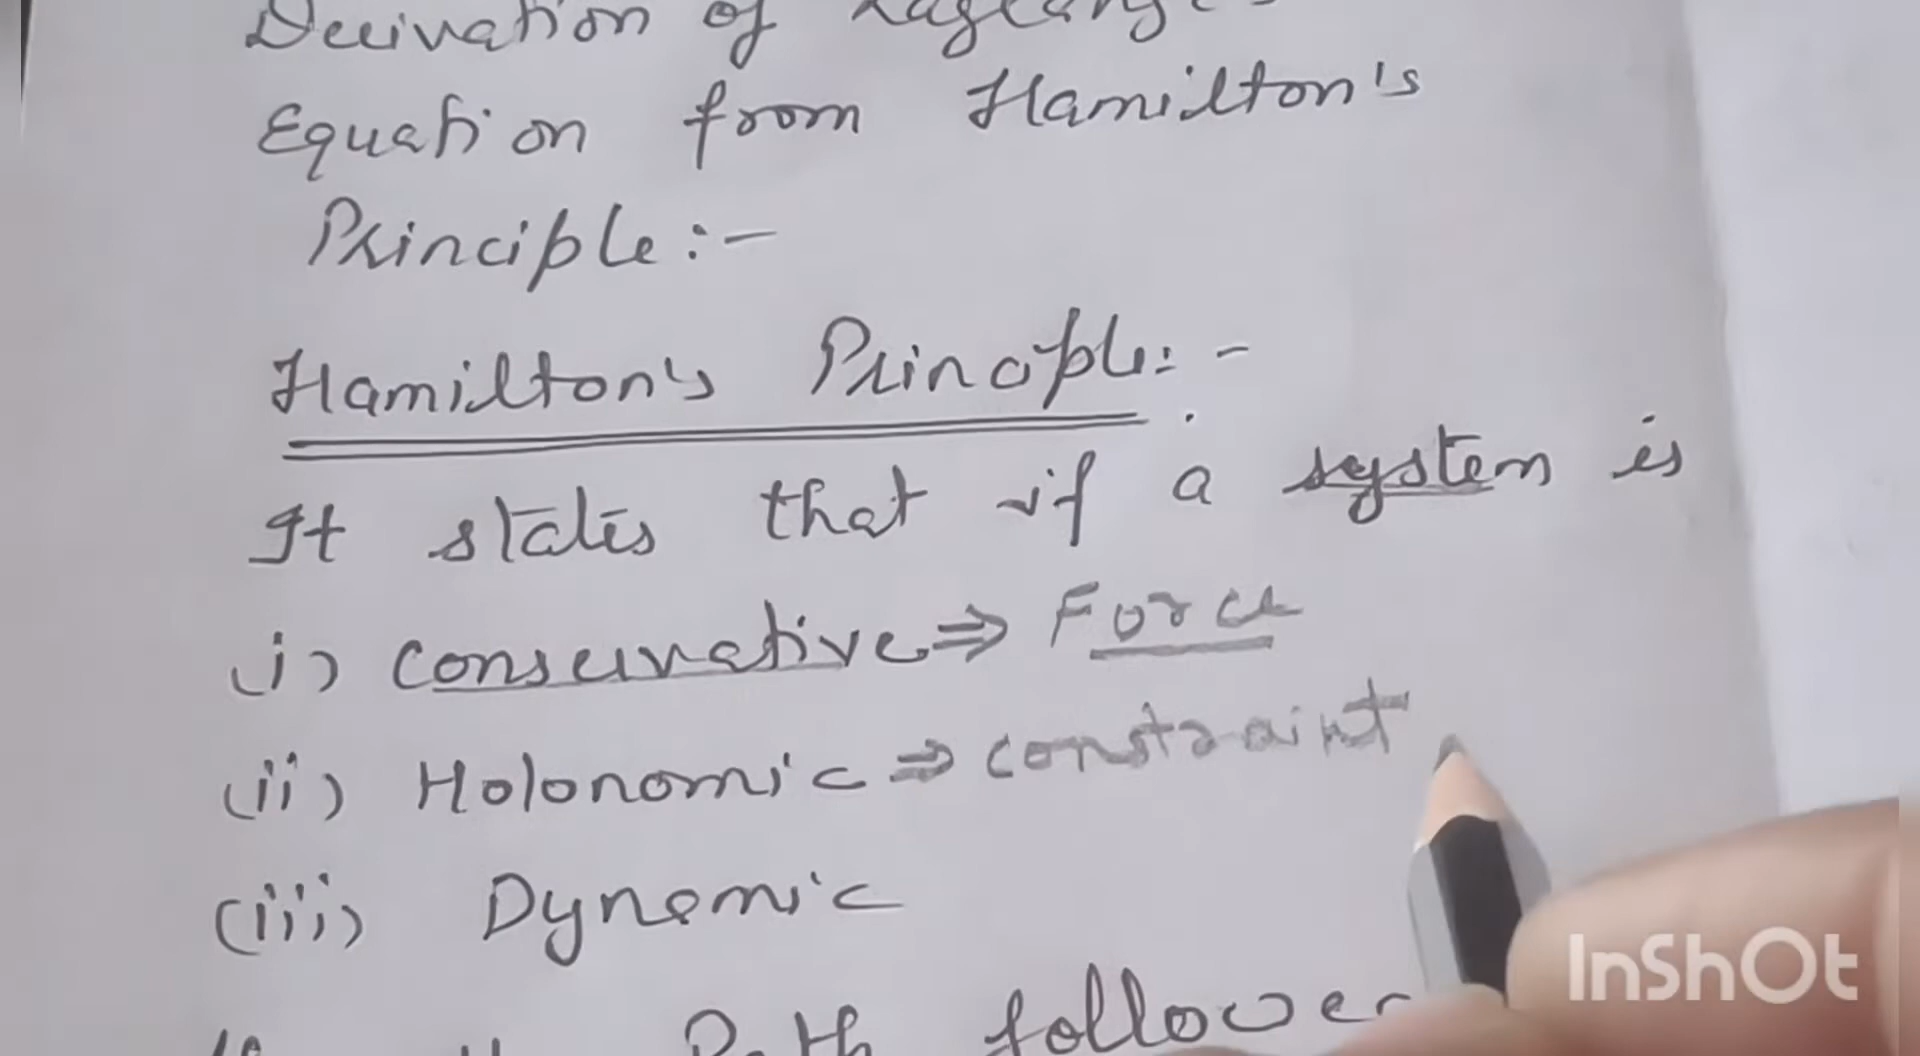 Derivation of
Equation from Hamilton's
Principle:-
Hamilton's Principle:-
It states that if a system is
(i) Conservative ⇒ Force
(ii) Holonomic ⇒ constraint
(iii) Dynamic
Path follower
InShOt